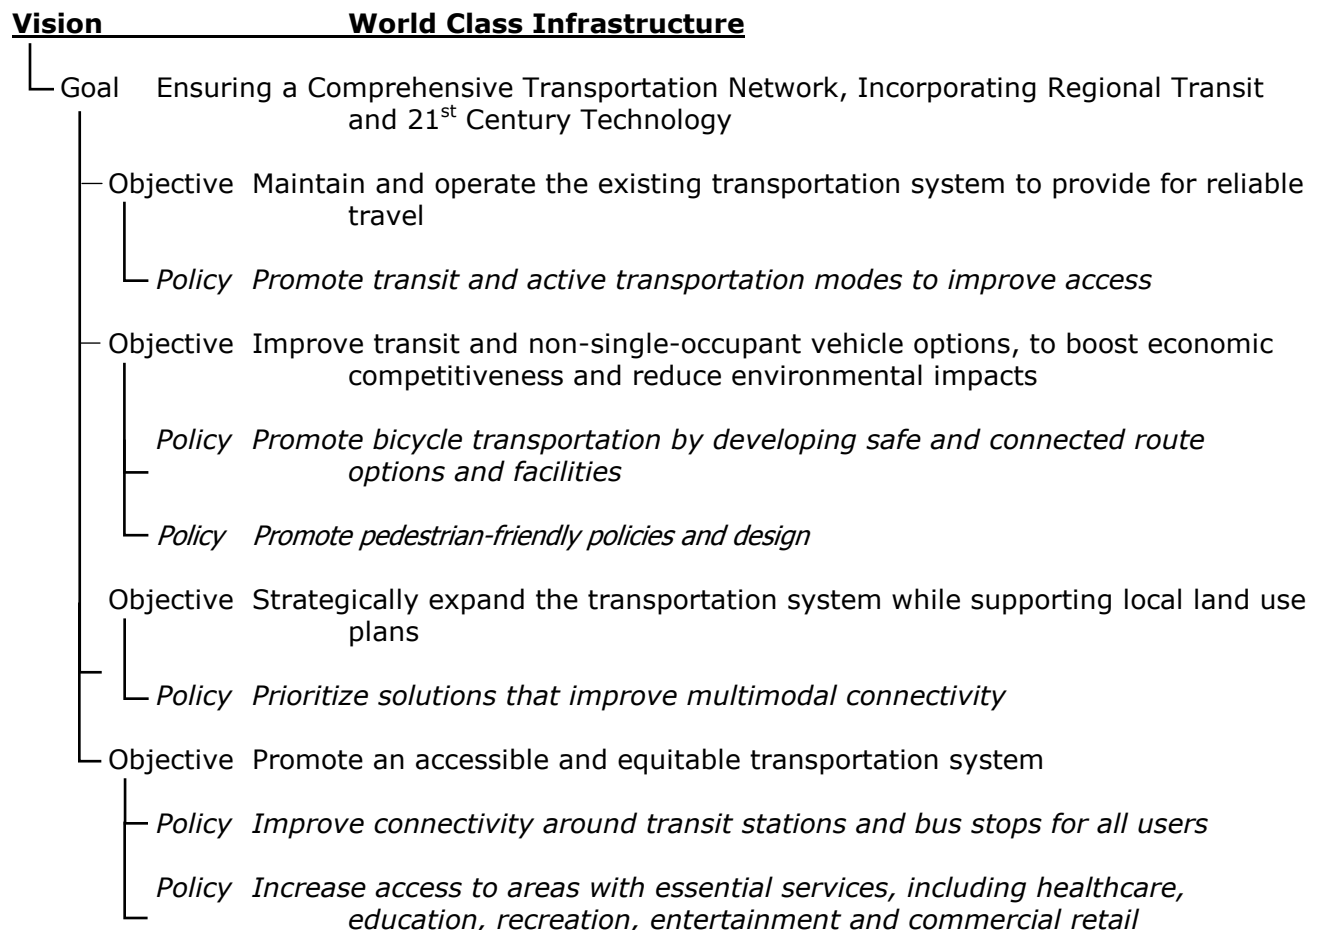 Vision World Class Infrastructure
Goal Ensuring a Comprehensive Transportation Network, Incorporating Regional Transit
and 21st Century Technology
Objective Maintain and operate the existing transportation system to provide for reliable
travel
Policy Promote transit and active transportation modes to improve access
Objective Improve transit and non-single-occupant vehicle options, to boost economic
competitiveness and reduce environmental impacts
Policy Promote bicycle transportation by developing safe and connected route
options and facilities
Policy Promote pedestrian-friendly policies and design
Objective Strategically expand the transportation system while supporting local land use
plans
Policy Prioritize solutions that improve multimodal connectivity
Objective Promote an accessible and equitable transportation system
Policy Improve connectivity around transit stations and bus stops for all users
Policy Increase access to areas with essential services, including healthcare,
education, recreation, entertainment and commercial retail